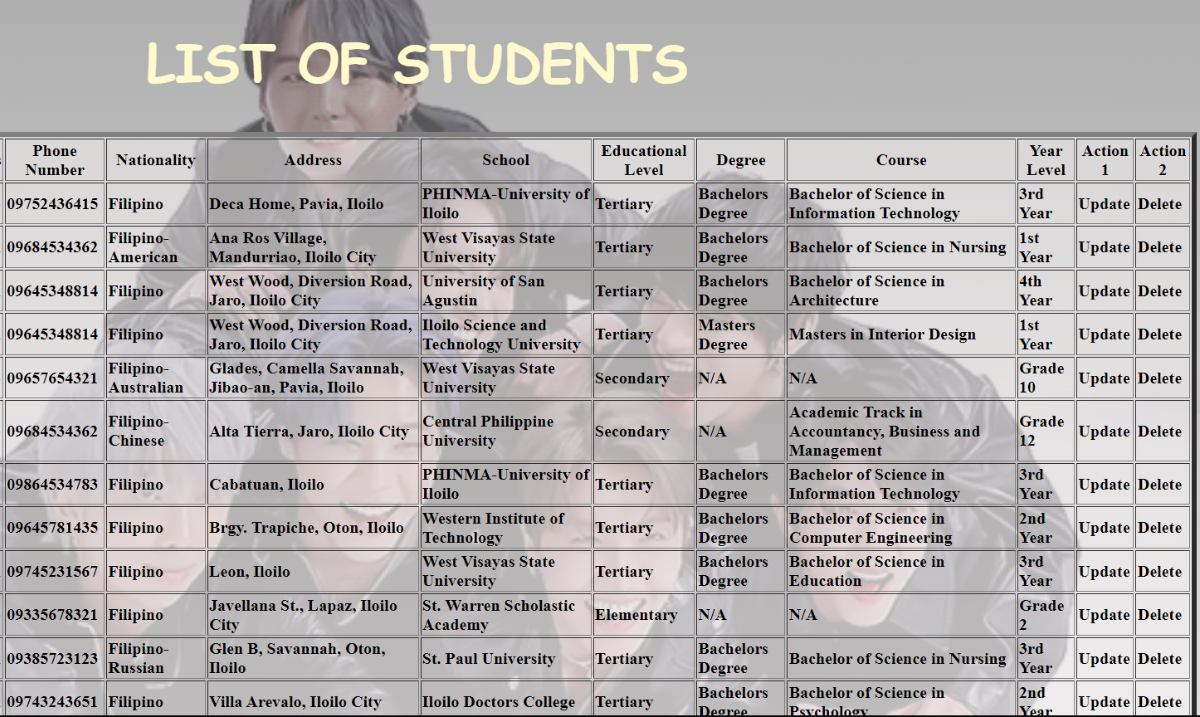 LIST OF STUDENTS
Phone Number Nationality Address School Educational Level Degree Course Year Level Action 1 Action 2
09752436415 Filipino Deca Home, Pavia, Iloilo PHINMA-University of Iloilo Tertiary Bachelors Degree Bachelor of Science in Information Technology 3rd Year Update Delete
09684534362 Filipino-American Ana Ros Village, Mandurriao, Iloilo City West Visayas State University Tertiary Bachelors Degree Bachelor of Science in Nursing 1st Year Update Delete
09645348814 Filipino West Wood, Diversion Road, Jaro, Iloilo City University of San Agustin Tertiary Bachelors Degree Bachelor of Science in Architecture 4th Year Update Delete
09645348814 Filipino West Wood, Diversion Road, Jaro, Iloilo City Iloilo Science and Technology University Tertiary Masters Degree Masters in Interior Design 1st Year Update Delete
09657654321 Filipino-Australian Glades, Camella Savannah, Jibao-an, Pavia, Iloilo West Visayas State University Secondary N/A N/A Grade 10 Update Delete
09684534362 Filipino-Chinese Alta Tierra, Jaro, Iloilo City Central Philippine University Secondary N/A Academic Track in Accountancy, Business and Management Grade 12 Update Delete
09864534783 Filipino Cabatuan, Iloilo PHINMA-University of Iloilo Tertiary Bachelors Degree Bachelor of Science in Information Technology 3rd Year Update Delete
09645781435 Filipino Brgy. Trapiche, Oton, Iloilo Western Institute of Technology Tertiary Bachelors Degree Bachelor of Science in Computer Engineering 2nd Year Update Delete
09745231567 Filipino Leon, Iloilo West Visayas State University Tertiary Bachelors Degree Bachelor of Science in Education 3rd Year Update Delete
09335678321 Filipino Javellana St., Lapaz, Iloilo City St. Warren Scholastic Academy Elementary N/A N/A Grade 2 Update Delete
09385723123 Filipino-Russian Glen B, Savannah, Oton, Iloilo St. Paul University Tertiary Bachelors Degree Bachelor of Science in Nursing 3rd Year Update Delete
09743243651 Filipino Villa Arevalo, Iloilo City Iloilo Doctors College Tertiary Bachelors Degree Bachelor of Science in Psychology 2nd Year Update Delete